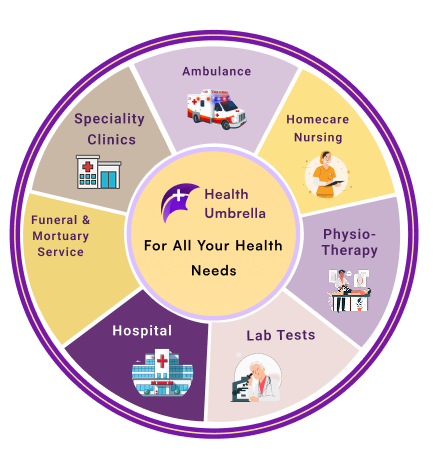 Ambulance
Homecare
Nursing
Physio-
Therapy
Lab Tests
Hospital
Funeral &
Mortuary
Service
Speciality
Clinics
Health
Umbrella
For All Your Health
Needs